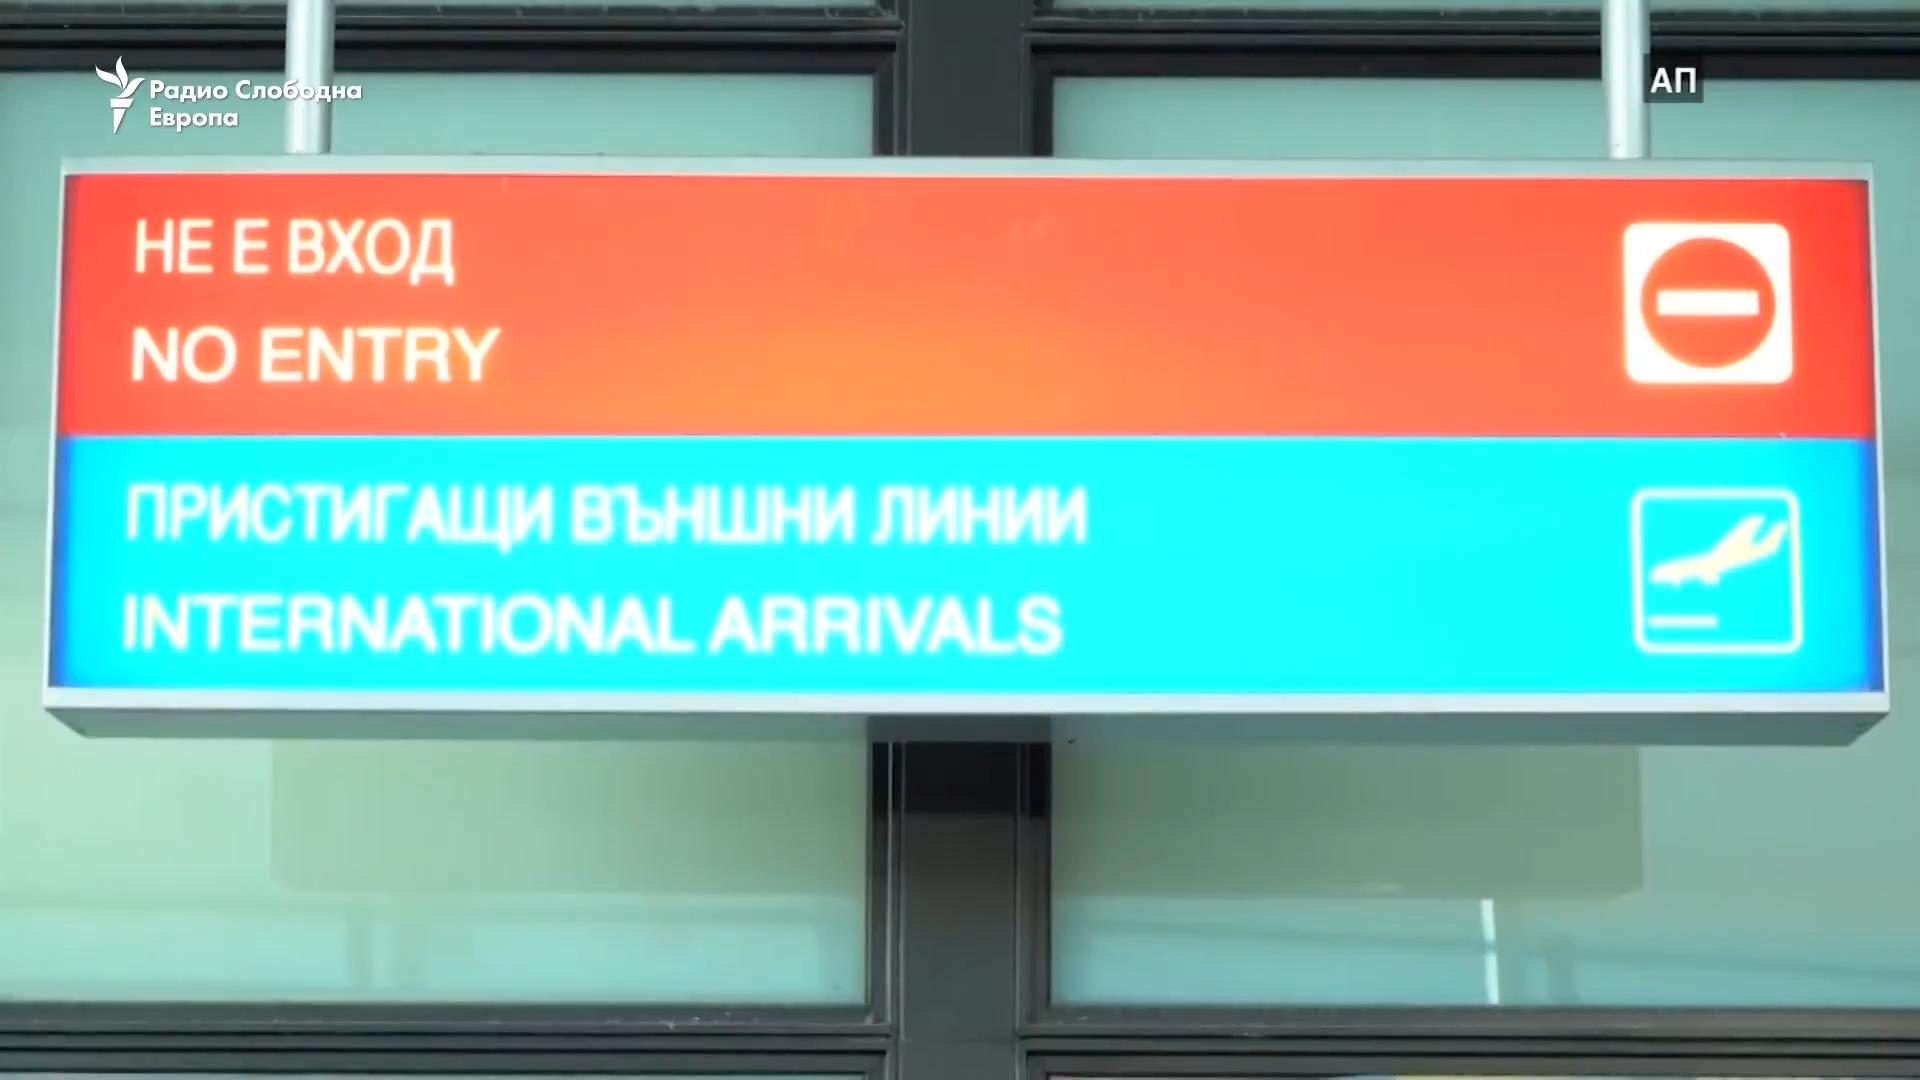 Радио Слободна
Европа
АП
НЕ Е ВХОД
NO ENTRY
ПРИСТИГАЩИ ВЪНШНИ ЛИНИИ
INTERNATIONAL ARRIVALS